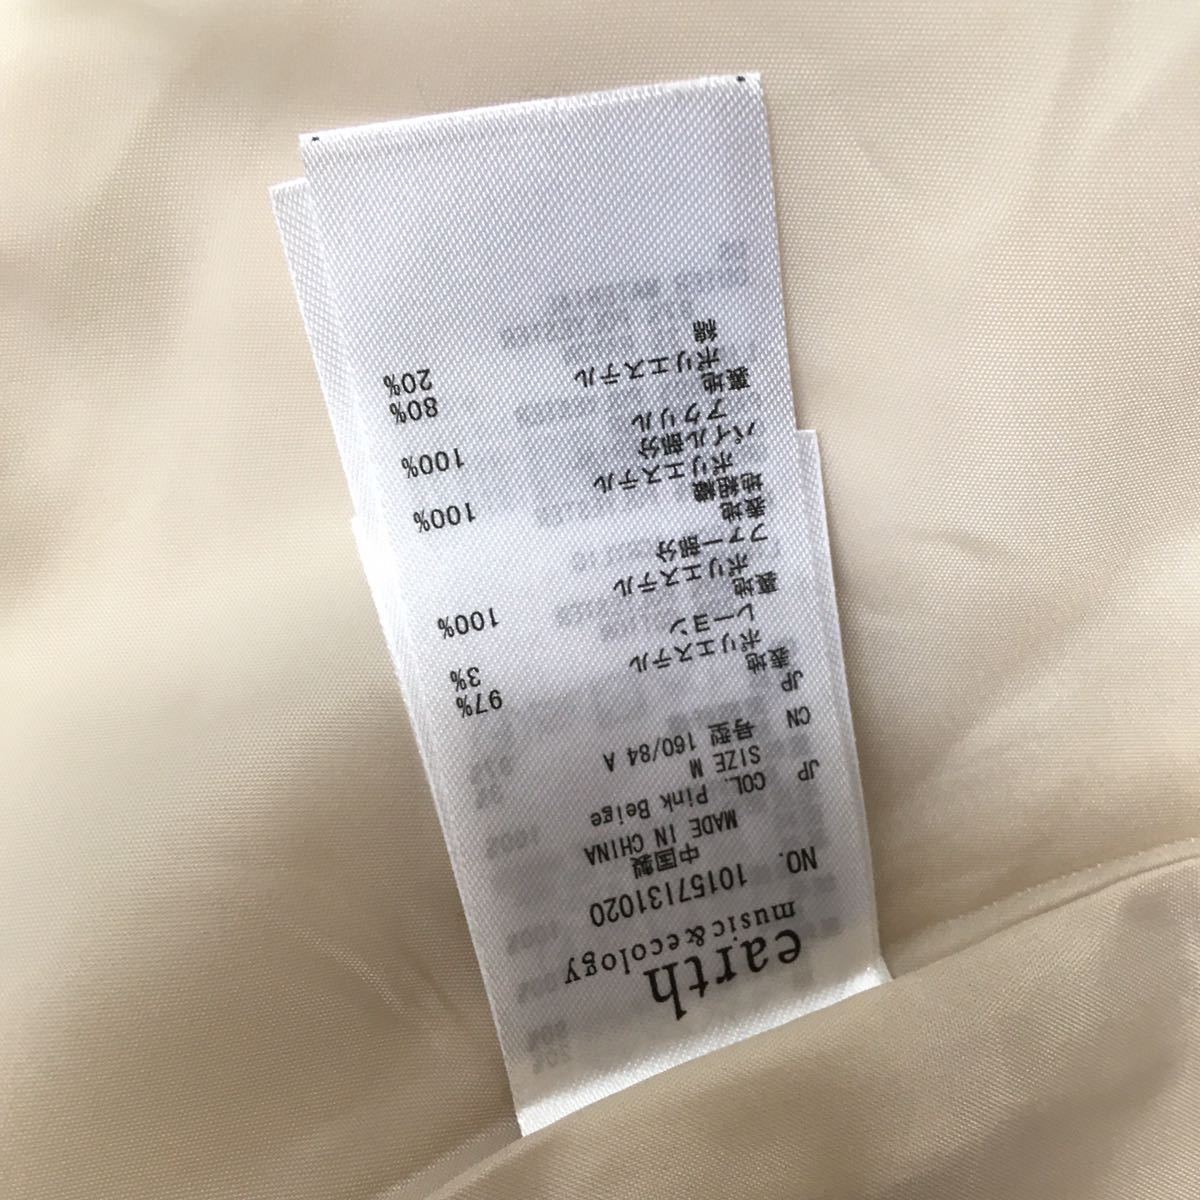 earth
music&ecology
NO. 10157131020
中国製
MADE IN CHINA
COL. Pink Beige
JP SIZE M
CN 号型 160/84 A
JP
表地
ポリエステル 97%
レーヨン 3%
裏地
ポリエステル 100%
ファー部分
表地
地組織
ポリエステル 100%
パイル部分
アクリル 100%
裏地
ポリエステル 80%
綿 20%